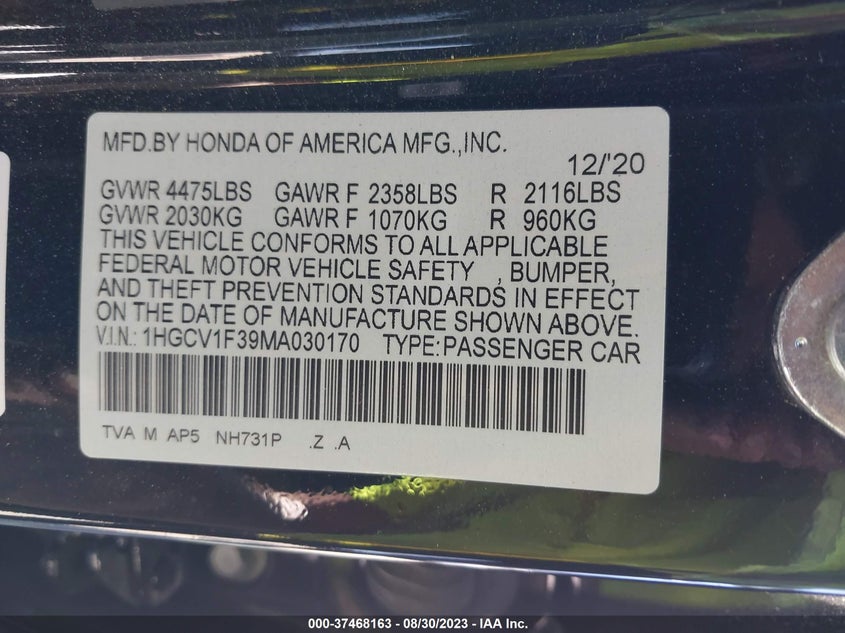 MFD.BY HONDA OF AMERICA MFG.,INC.
12/'20
GVWR 4475LBS GAWR F 2358LBS R 2116LBS
GVWR 2030KG GAWR F 1070KG R 960KG
THIS VEHICLE CONFORMS TO ALL APPLICABLE
FEDERAL MOTOR VEHICLE SAFETY , BUMPER,
AND THEFT PREVENTION STANDARDS IN EFFECT
ON THE DATE OF MANUFACTURE SHOWN ABOVE.
V.I.N.: 1HGCV1F39MA030170 TYPE:PASSENGER CAR
TVA M AP5 NH731P .Z .A
000-37468163 - 08/30/2023 - IAA Inc.